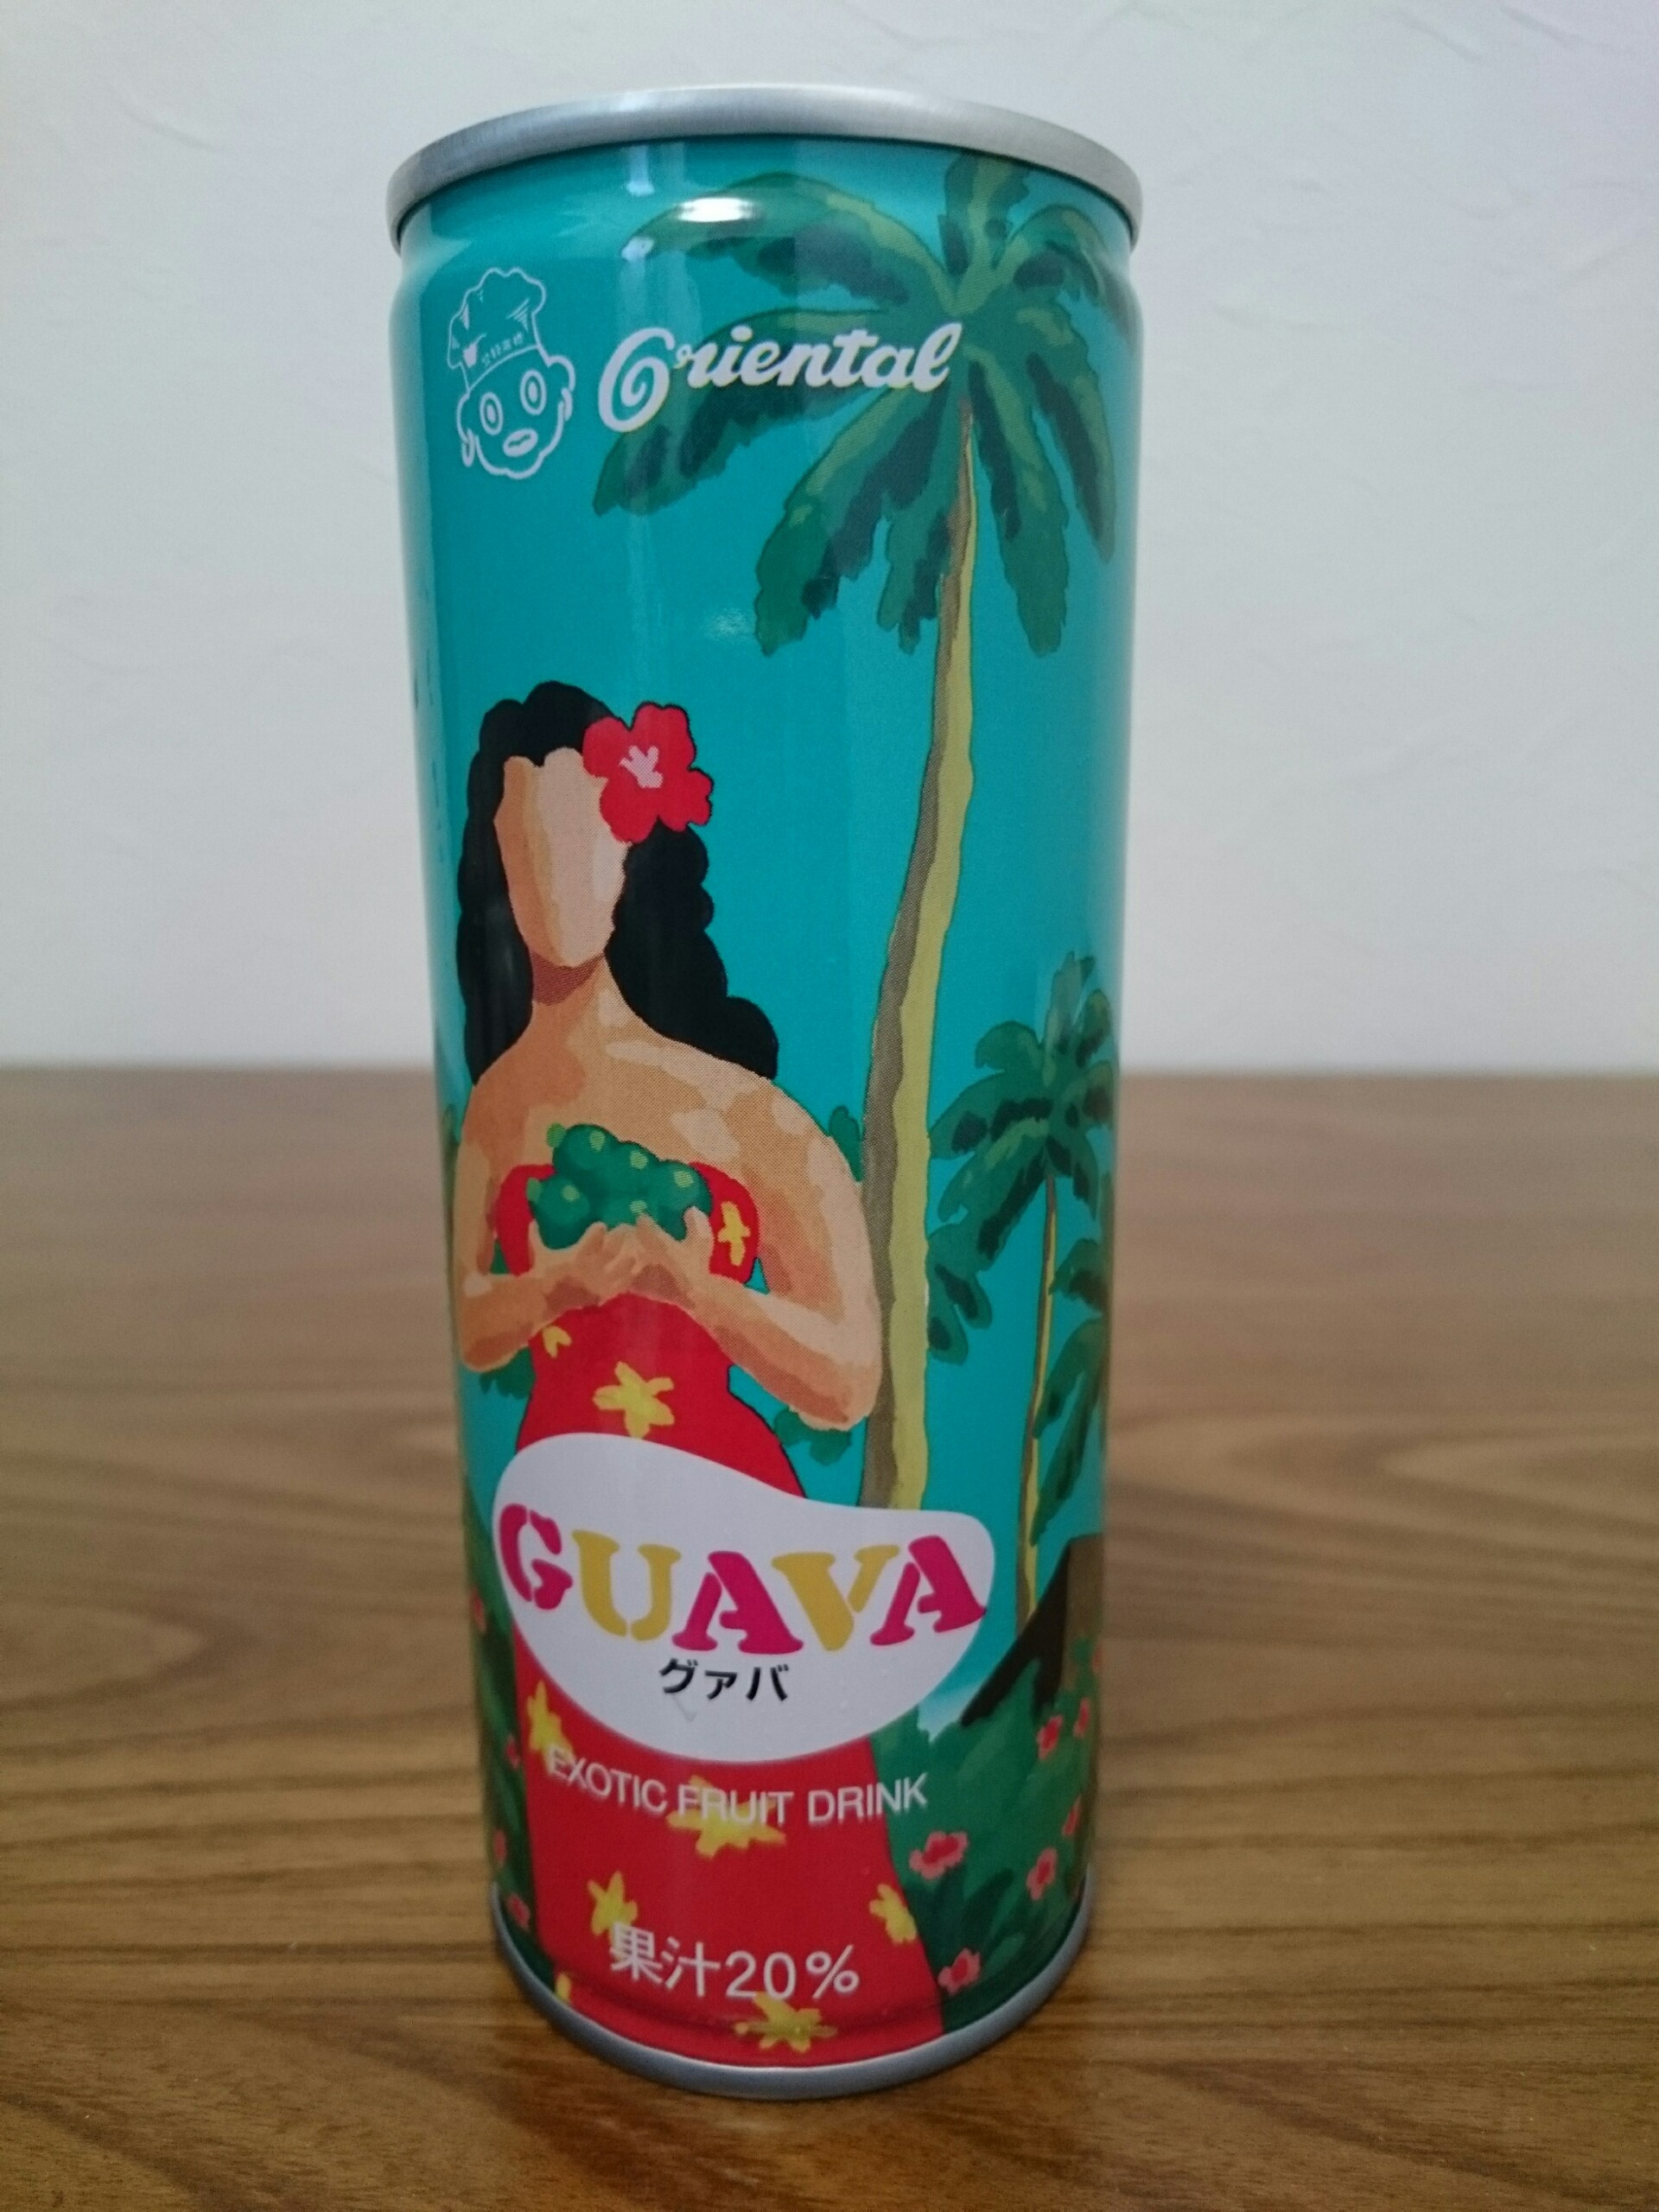 Oriental
GUAVA
グァバ
EXOTIC FRUIT DRINK
果汁20%